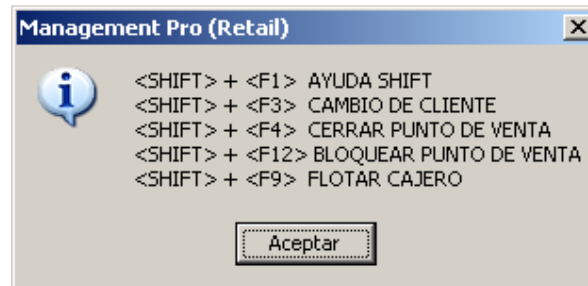 Management Pro (Retail)
<SHIFT> + <F1> AYUDA SHIFT
<SHIFT> + <F3> CAMBIO DE CLIENTE
<SHIFT> + <F4> CERRAR PUNTO DE VENTA
<SHIFT> + <F12> BLOQUEAR PUNTO DE VENTA
<SHIFT> + <F9> FLOTAR CAJERO
Aceptar